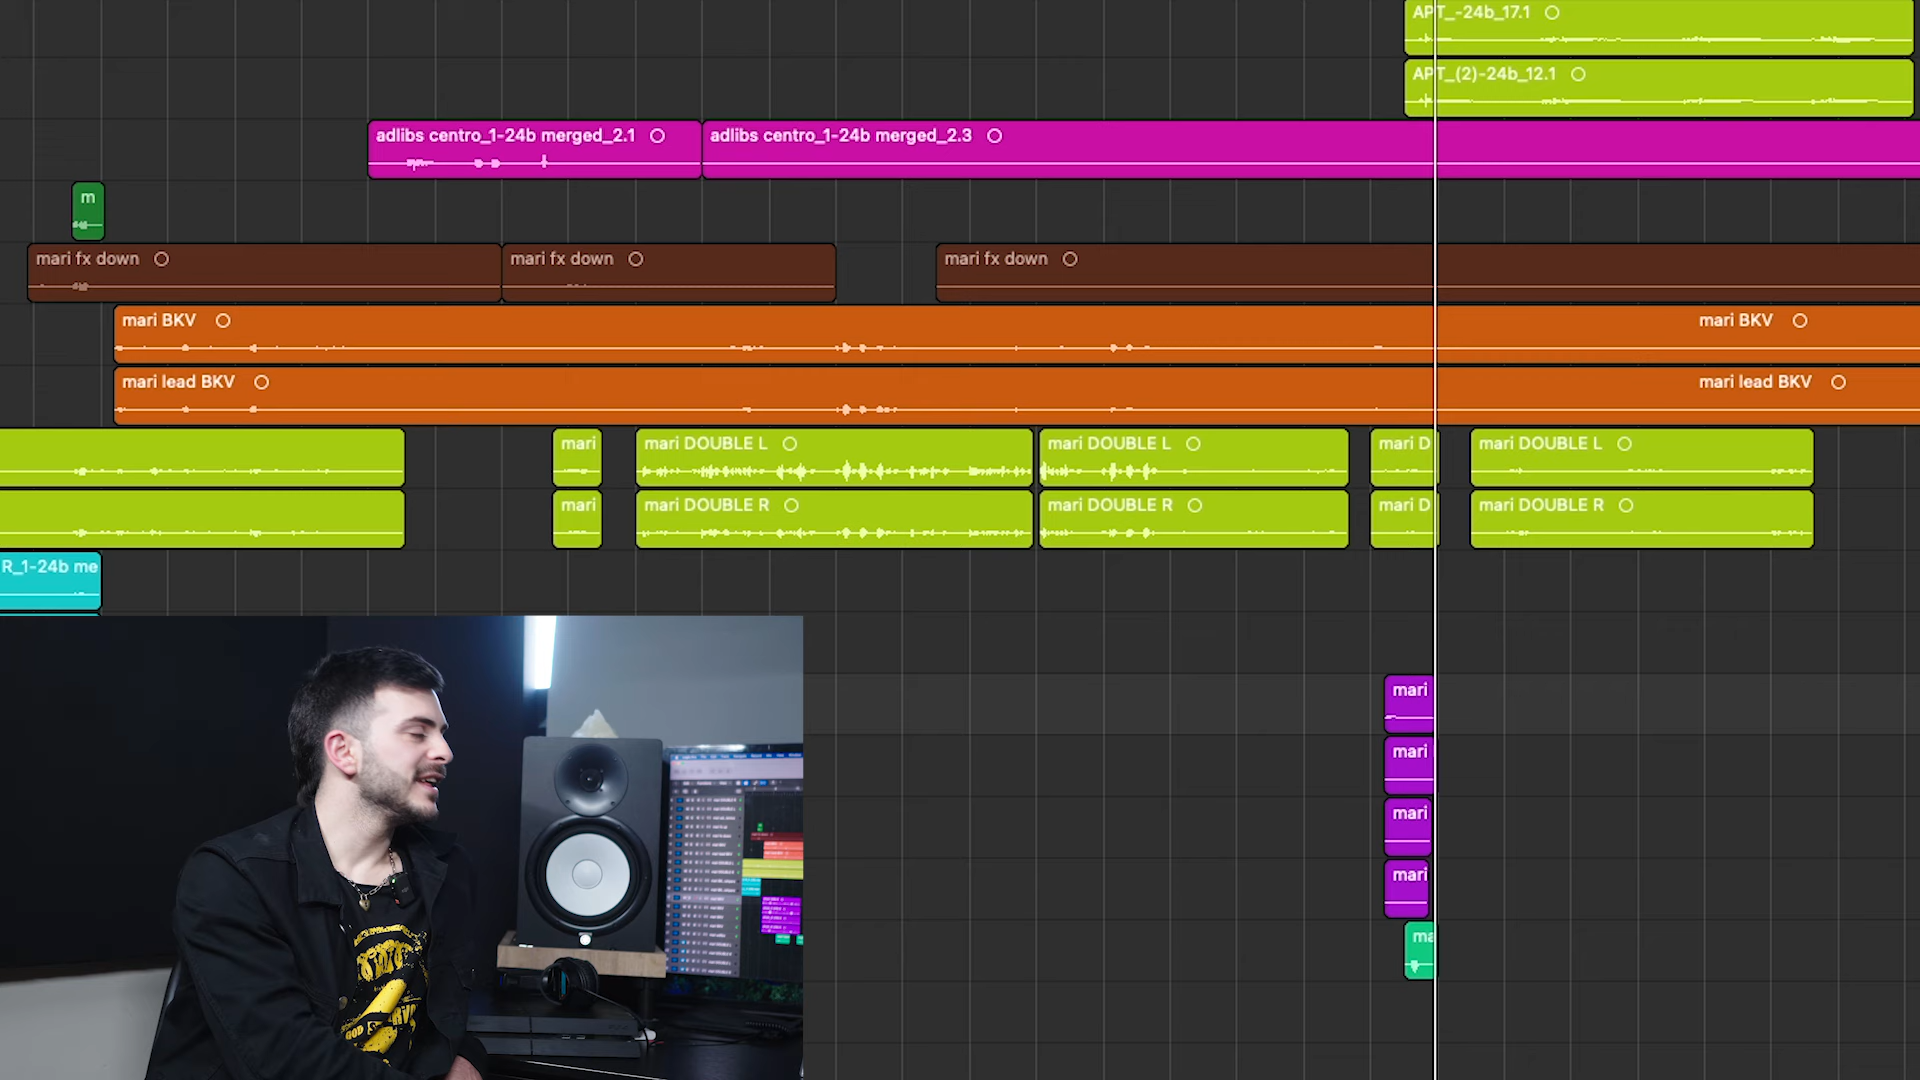 APT_-24b_17.1
APT_(2)-24b_12.1
adlibs centro_1-24b merged_2.1
adlibs centro_1-24b merged_2.3
m
mari fx down
mari fx down
mari fx down
mari BKV
mari BKV
mari lead BKV
mari lead BKV
mari
mari DOUBLE L
mari DOUBLE L
mari D
mari DOUBLE L
mari
mari DOUBLE R
mari DOUBLE R
mari D
mari DOUBLE R
R_1-24b me
mari
mari
mari
mari
ma